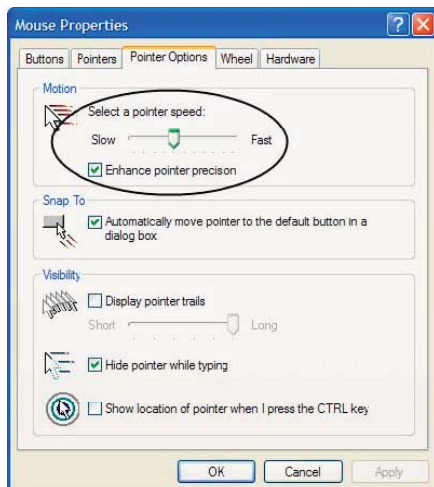 Mouse Properties
Buttons Pointers Pointer Options Wheel Hardware
Motion
Select a pointer speed:
Slow Fast
Enhance pointer precison
Snap To
Automatically move pointer to the default button in a
dialog box
Visibility
Display pointer trails
Short Long
Hide pointer while typing
Show location of pointer when I press the CTRL key
OK Cancel Apply